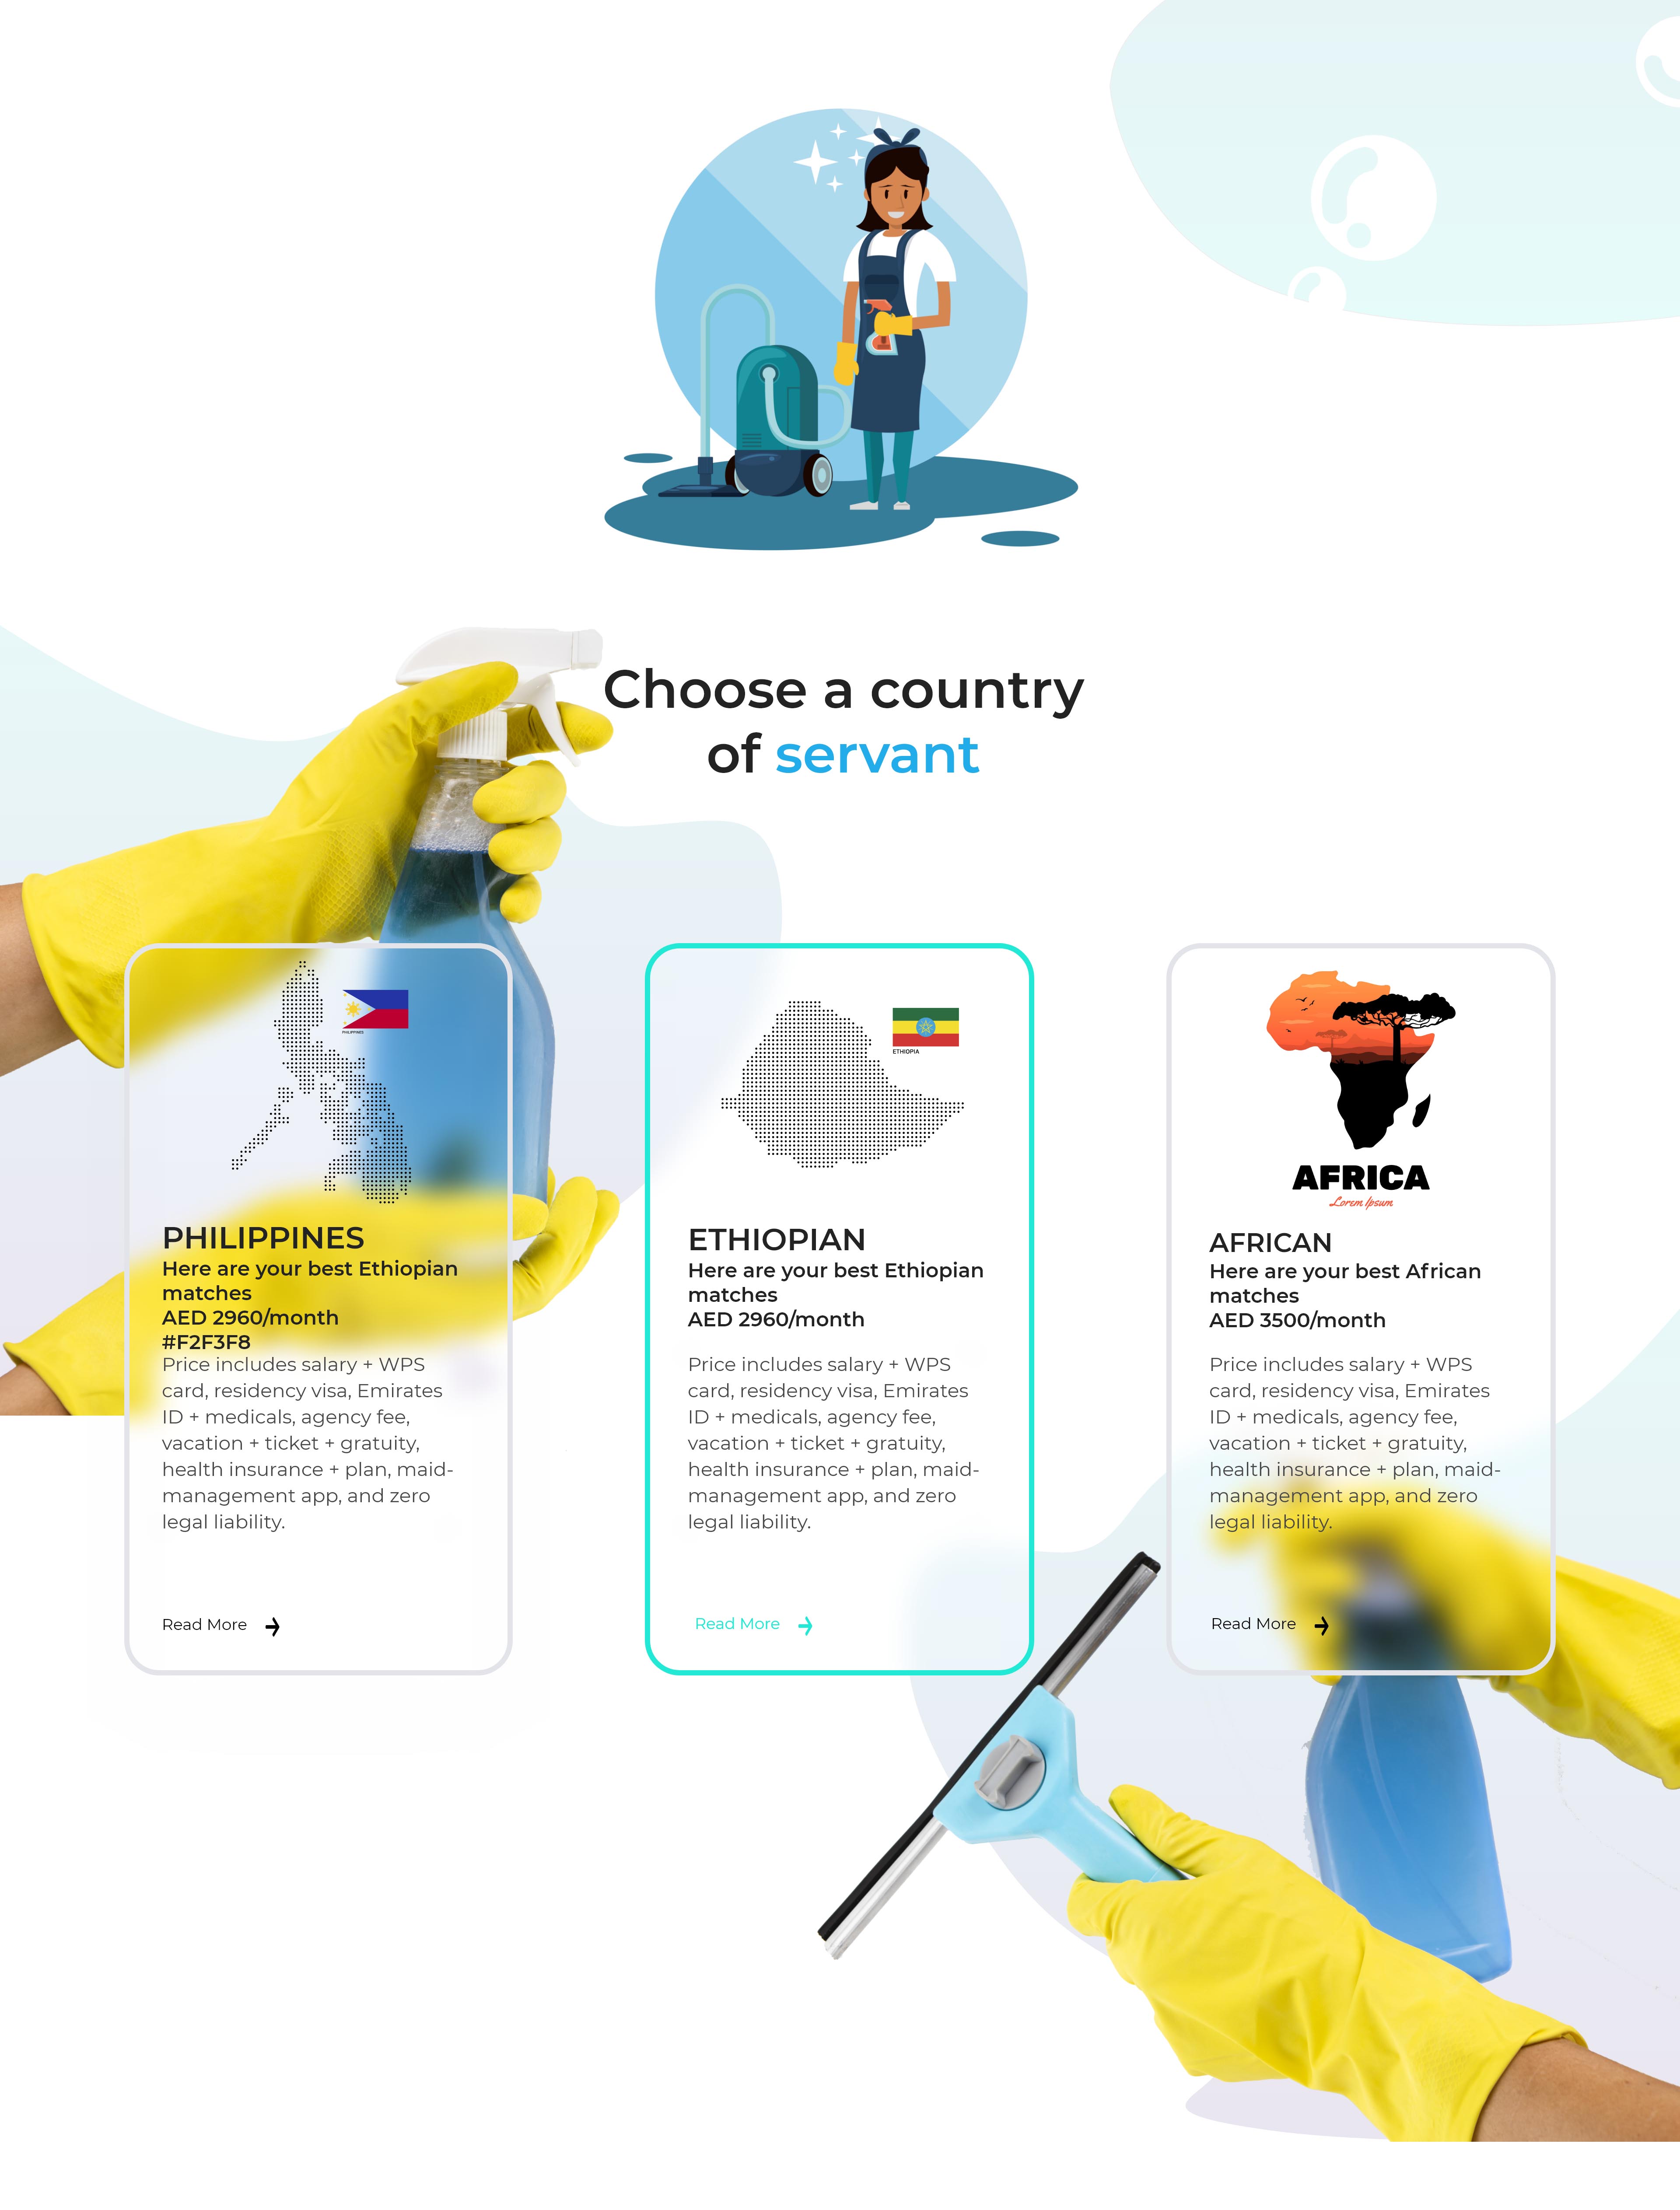 Choose a country
of servant
PHILIPPINES
PHILIPPINES
Here are your best Ethiopian
matches
AED 2960/month
#F2F3F8
Price includes salary + WPS
card, residency visa, Emirates
ID + medicals, agency fee,
vacation + ticket + gratuity,
health insurance + plan, maid-
management app, and zero
legal liability.
Read More
ETHIOPIA
ETHIOPIAN
Here are your best Ethiopian
matches
AED 2960/month
Price includes salary + WPS
card, residency visa, Emirates
ID + medicals, agency fee,
vacation + ticket + gratuity,
health insurance + plan, maid-
management app, and zero
legal liability.
Read More
AFRICA
Lorem Ipsum
AFRICAN
Here are your best African
matches
AED 3500/month
Price includes salary + WPS
card, residency visa, Emirates
ID + medicals, agency fee,
vacation + ticket + gratuity,
health insurance + plan, maid-
management app, and zero
legal liability.
Read More